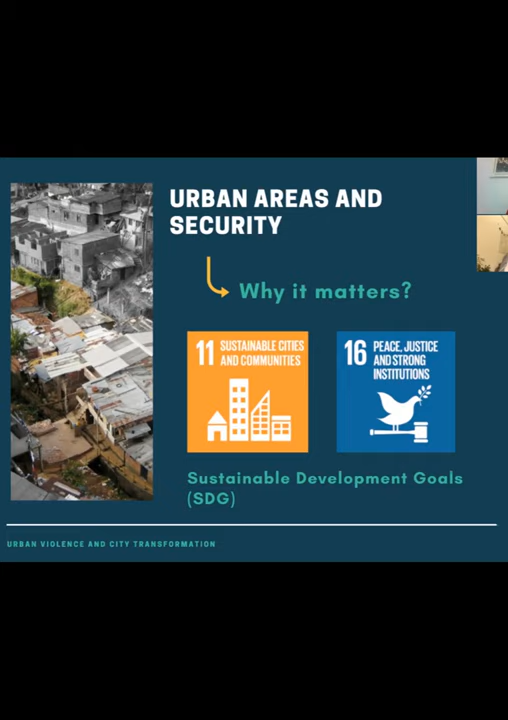 URBAN AREAS AND
SECURITY
Why it matters?
11 SUSTAINABLE CITIES
AND COMMUNITIES
16 PEACE, JUSTICE
AND STRONG
INSTITUTIONS
Sustainable Development Goals
(SDG)
URBAN VIOLENCE AND CITY TRANSFORMATION